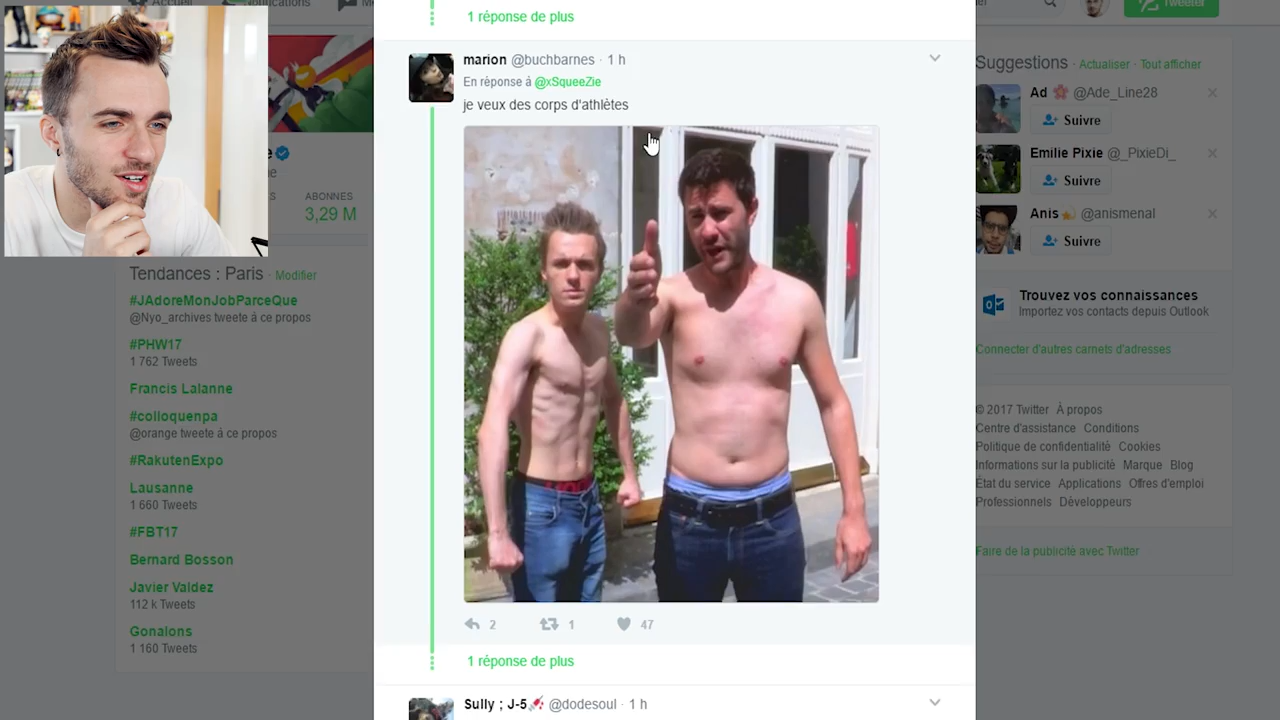 Accueil
Notifications
Tweeter
1 réponse de plus
marion @buchbarnes · 1 h
En réponse à @xSqueeZie
je veux des corps d'athlètes
2 1 47
1 réponse de plus
Sully ; J-5 @dodesoul · 1 h
ABONNÉS
3,29 M
Tendances : Paris · Modifier
#JAdoreMonJobParceQue
@Nyo_archives tweete à ce propos
#PHW17
1 762 Tweets
Francis Lalanne
#colloquenpa
@orange tweete à ce propos
#RakutenExpo
Lausanne
1 660 Tweets
#FBT17
Bernard Bosson
Javier Valdez
112 k Tweets
Gonalons
1 160 Tweets
Suggestions · Actualiser · Tout afficher
Ad @Ade_Line28
Suivre
Emilie Pixie @_PixieDi_
Suivre
Anis @anismenal
Suivre
Trouvez vos connaissances
Importez vos contacts depuis Outlook
Connecter d'autres carnets d'adresses
© 2017 Twitter À propos
Centre d'assistance Conditions
Politique de confidentialité Cookies
Informations sur la publicité Marque Blog
État du service Applications Offres d'emploi
Professionnels Développeurs
Faire de la publicité avec Twitter